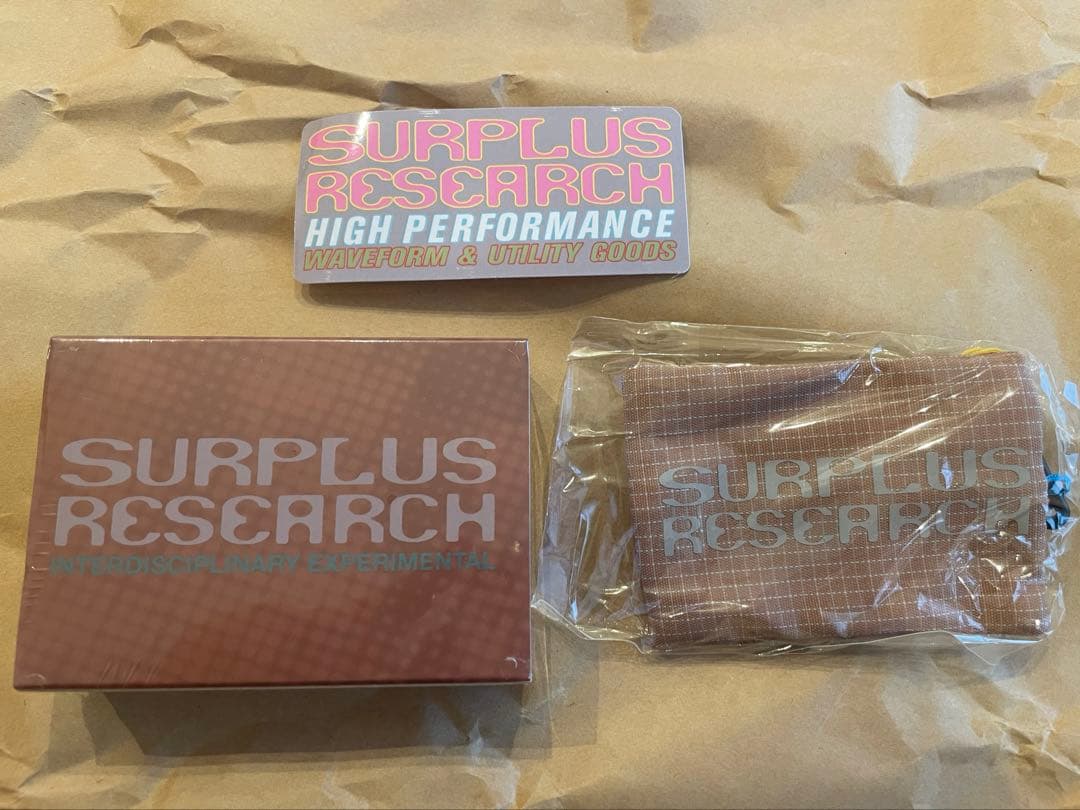 SURPLUS
RESEARCH
HIGH PERFORMANCE
WAVEFORM & UTILITY GOODS
SURPLUS
RESEARCH
INTERDISCIPLINARY EXPERIMENTAL
SURPLUS
RESEARCH